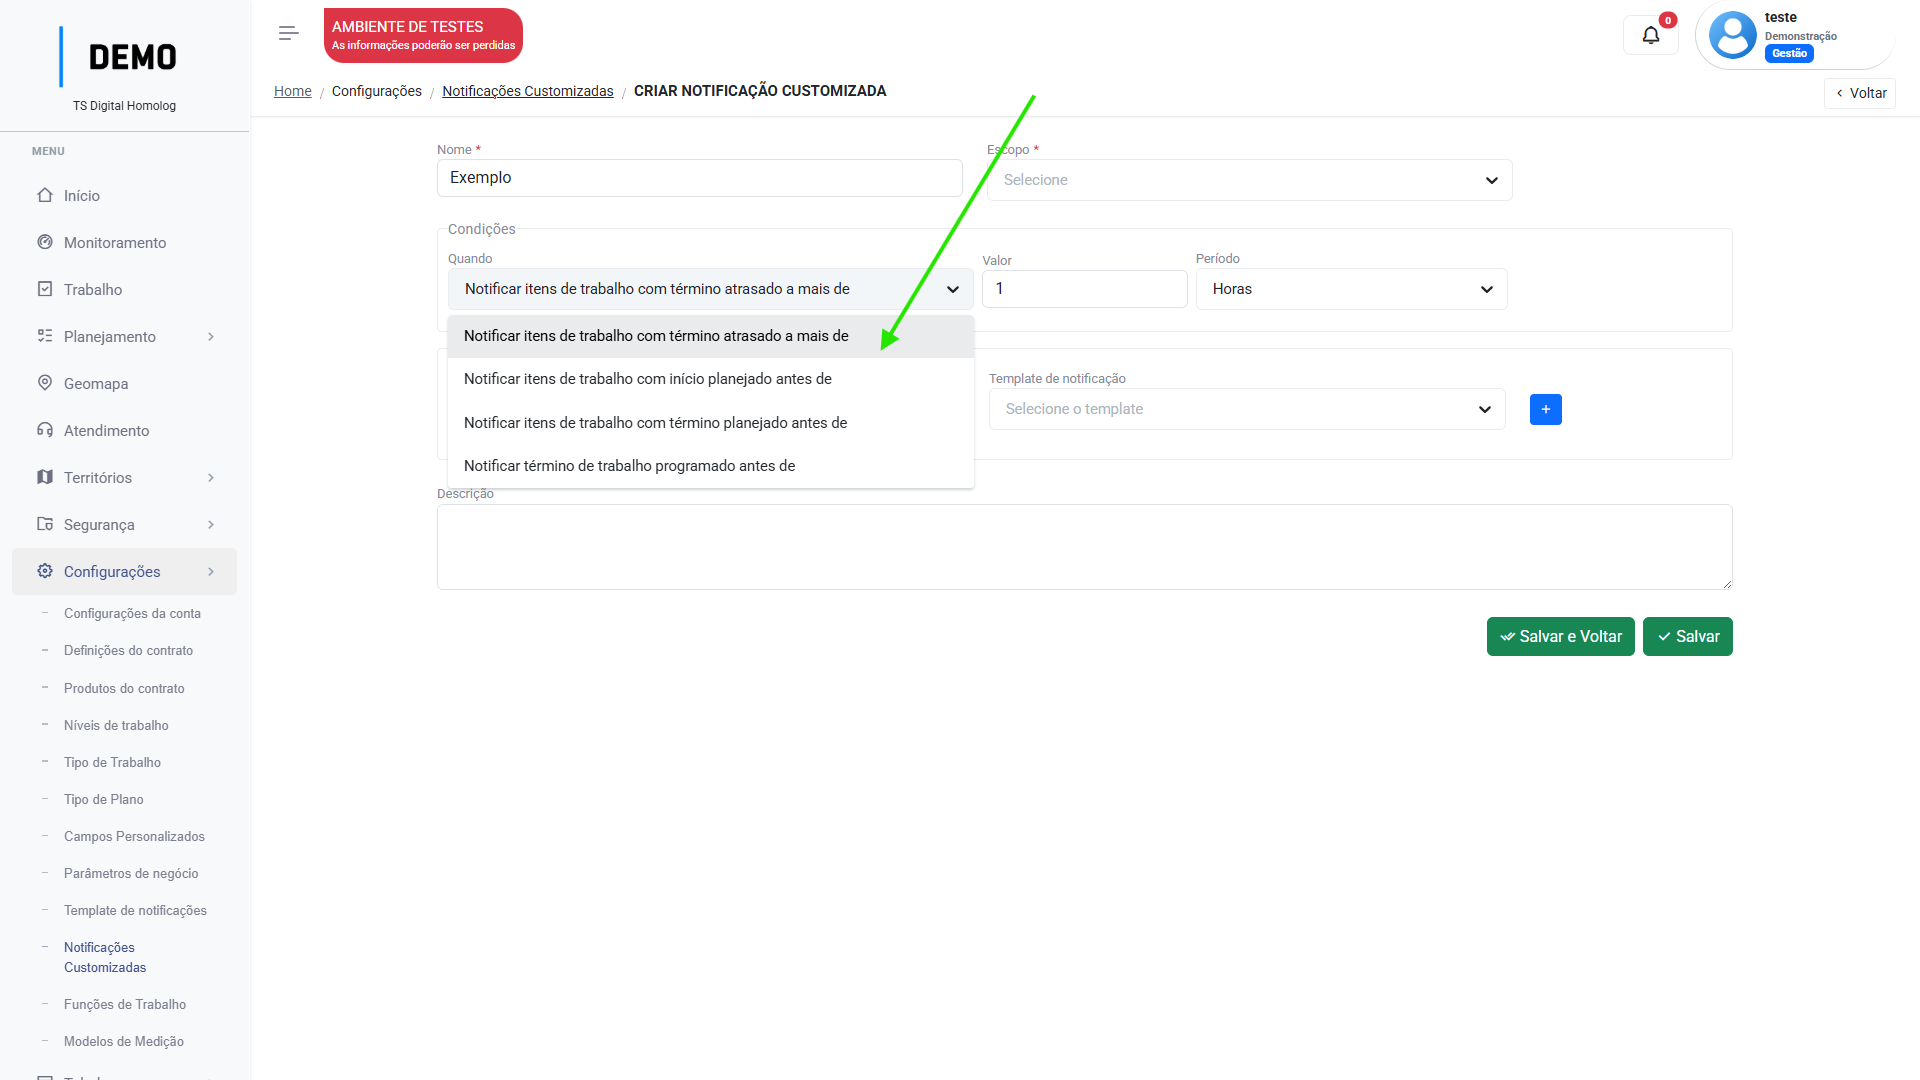 DEMO
TS Digital Homolog
MENU
Início
Monitoramento
Trabalho
Planejamento
Geomapa
Atendimento
Territórios
Segurança
Configurações
Configurações da conta
Definições do contrato
Produtos do contrato
Níveis de trabalho
Tipo de Trabalho
Tipo de Plano
Campos Personalizados
Parâmetros de negócio
Template de notificações
Notificações
Customizadas
Funções de Trabalho
Modelos de Medição
AMBIENTE DE TESTES
As informações poderão ser perdidas
0
teste
Demonstração
Gestão
Home / Configurações / Notificações Customizadas / CRIAR NOTIFICAÇÃO CUSTOMIZADA
Voltar
Nome *
Exemplo
Escopo *
Selecione
Condições
Quando
Notificar itens de trabalho com término atrasado a mais de
Valor
1
Período
Horas
Notificar itens de trabalho com término atrasado a mais de
Notificar itens de trabalho com início planejado antes de
Notificar itens de trabalho com término planejado antes de
Notificar término de trabalho programado antes de
Template de notificação
Selecione o template
+
Descrição
Salvar e Voltar
Salvar